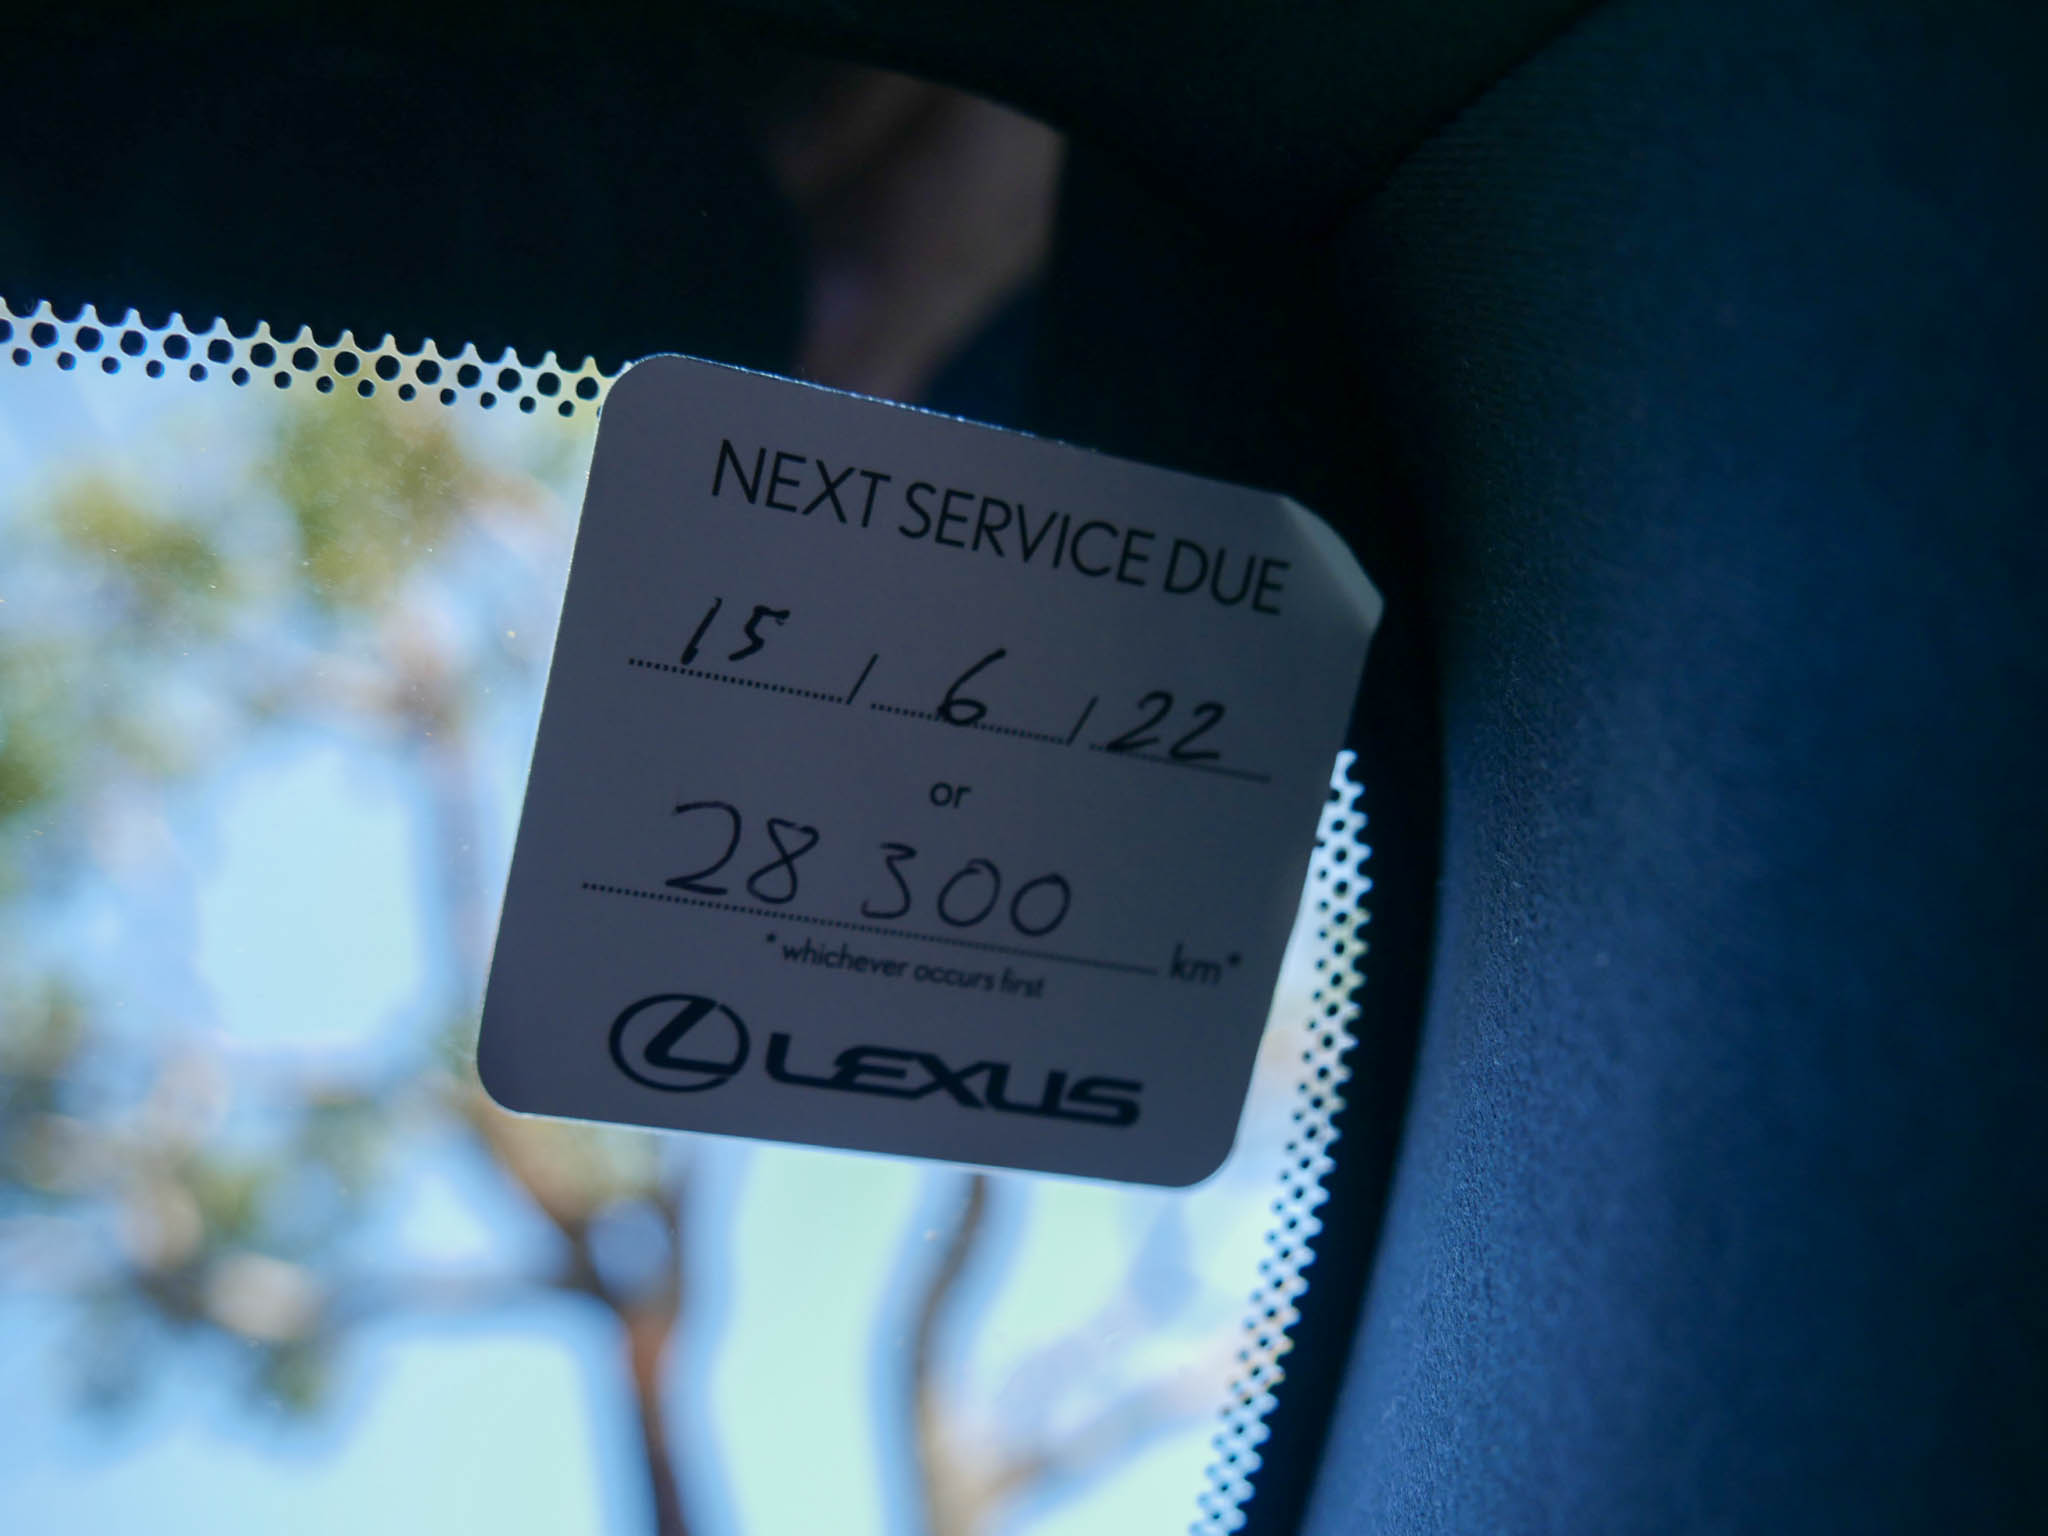 NEXT SERVICE DUE
15 / 6 / 22
or
28 300 km*
*whichever occurs first
LEXUS